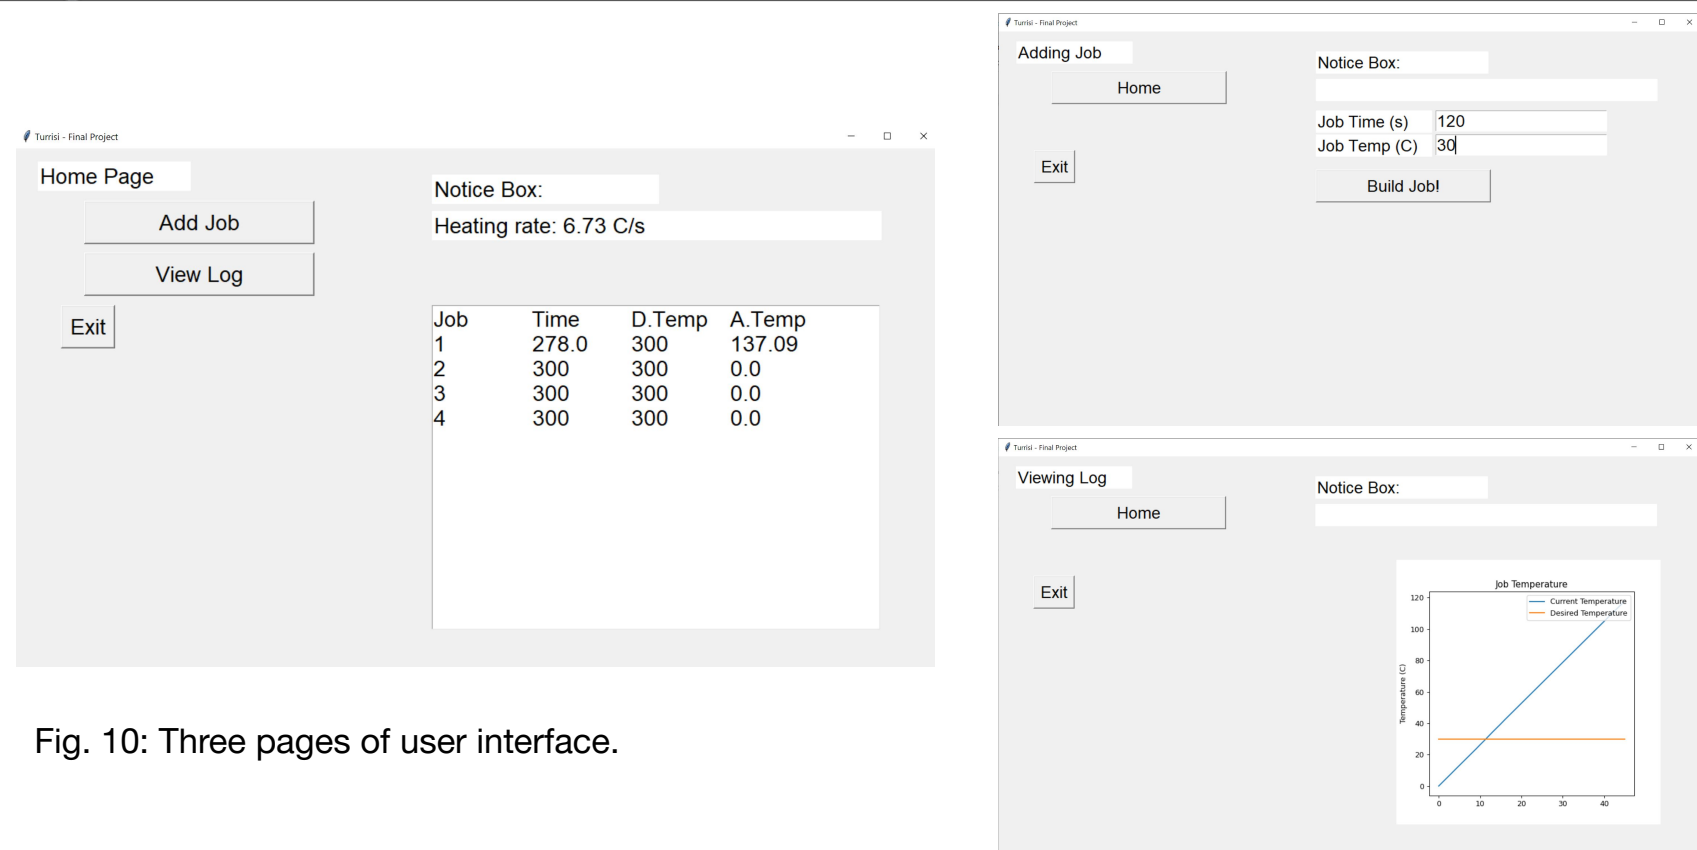 Turrisi - Final Project
Home Page
Add Job
View Log
Exit
Notice Box:
Heating rate: 6.73 C/s
Job Time D.Temp A.Temp
1 278.0 300 137.09
2 300 300 0.0
3 300 300 0.0
4 300 300 0.0
Fig. 10: Three pages of user interface.
Turrisi - Final Project
Adding Job
Home
Exit
Notice Box:
Job Time (s) 120
Job Temp (C) 30
Build Job!
Turrisi - Final Project
Viewing Log
Home
Exit
Notice Box:
Job Temperature
Current Temperature
Desired Temperature
Temperature (C)
120
100
80
60
40
20
0
0 10 20 30 40